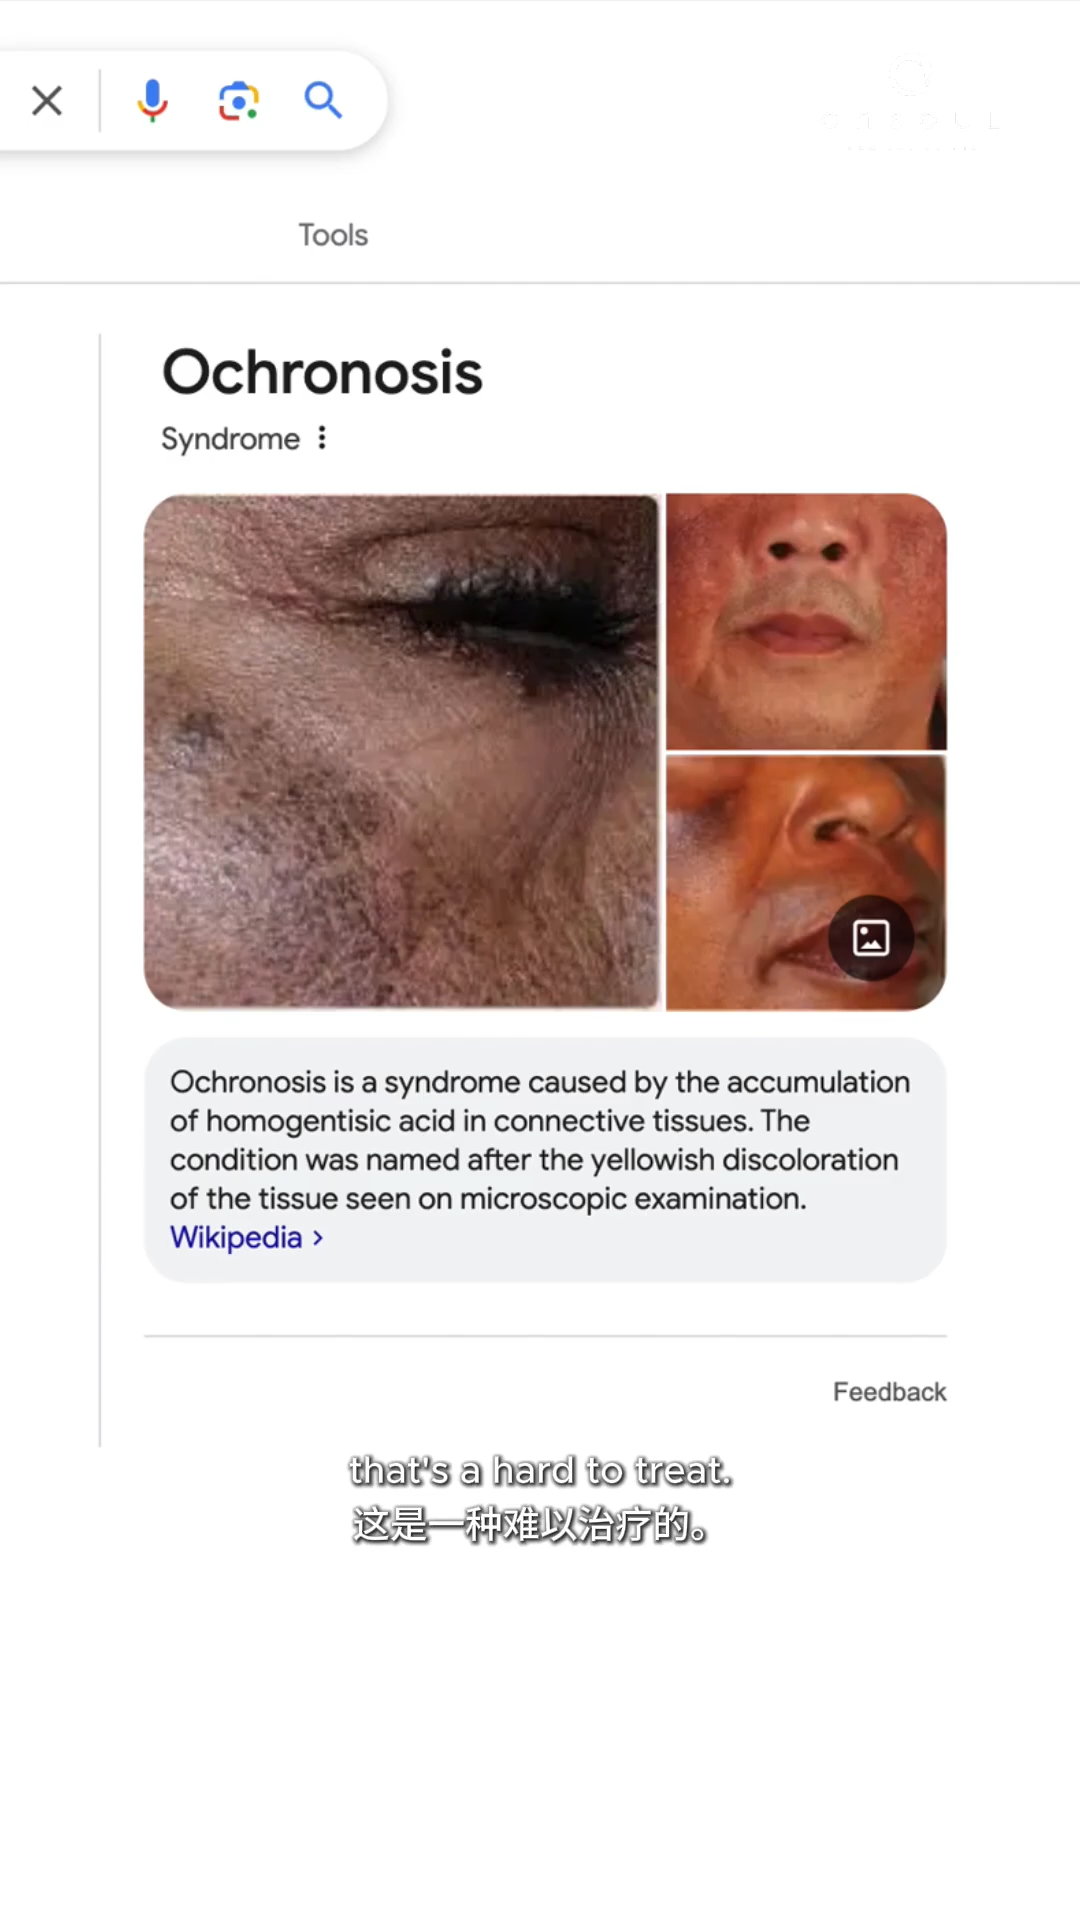 Tools
Ochronosis
Syndrome
Ochronosis is a syndrome caused by the accumulation
of homogentisic acid in connective tissues. The
condition was named after the yellowish discoloration
of the tissue seen on microscopic examination.
Wikipedia >
Feedback
that's a hard to treat.
这是一种难以治疗的。